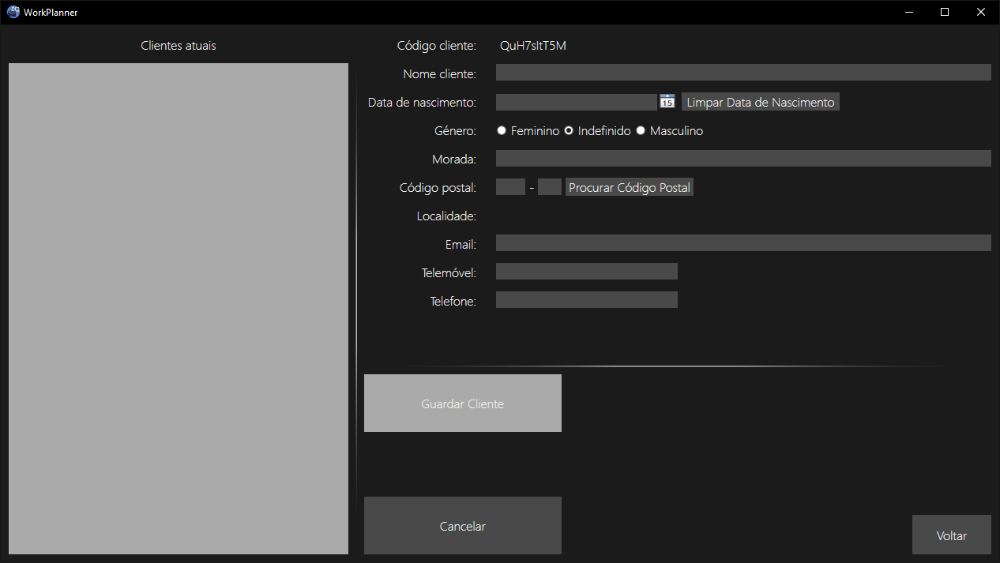 WorkPlanner
Clientes atuais
Código cliente: QuH7sItT5M
Nome cliente:
Data de nascimento: 15 Limpar Data de Nascimento
Género: Feminino Indefinido Masculino
Morada:
Código postal: - Procurar Código Postal
Localidade:
Email:
Telemóvel:
Telefone:
Guardar Cliente
Cancelar
Voltar